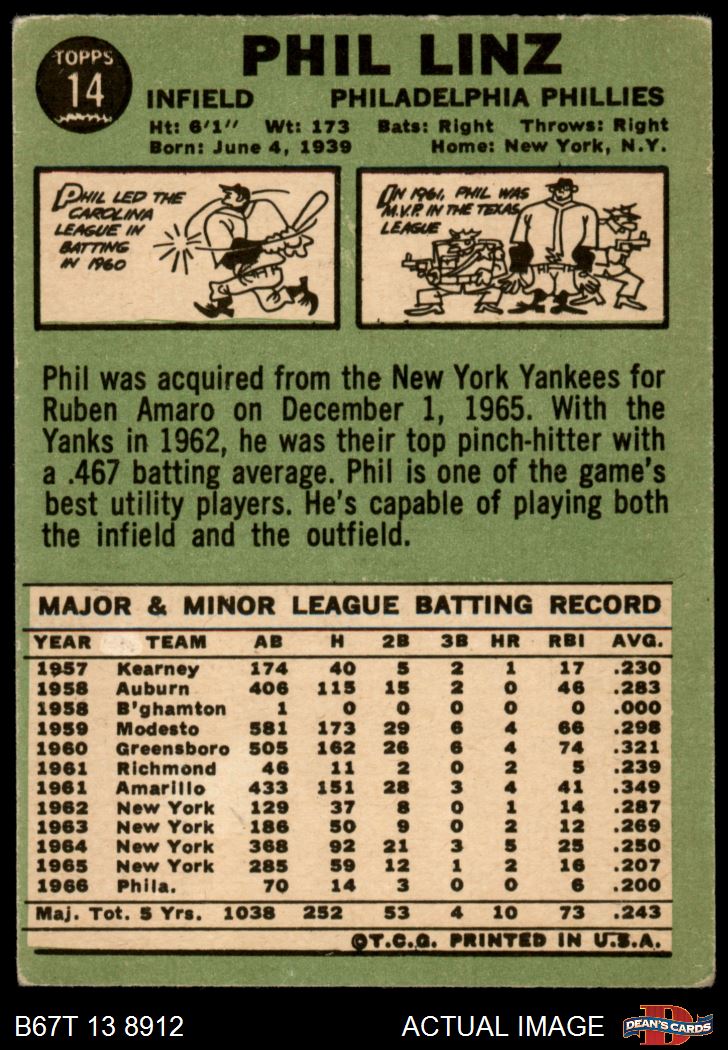 TOPPS
14
PHIL LINZ
INFIELD PHILADELPHIA PHILLIES
Ht: 6'1" Wt: 173 Bats: Right Throws: Right
Born: June 4, 1939 Home: New York, N.Y.
PHIL LED THE
CAROLINA
LEAGUE IN
BATTING
IN 1960
IN 1961, PHIL WAS
M.V.P. IN THE TEXAS
LEAGUE
Phil was acquired from the New York Yankees for
Ruben Amaro on December 1, 1965. With the
Yanks in 1962, he was their top pinch-hitter with
a .467 batting average. Phil is one of the game's
best utility players. He's capable of playing both
the infield and the outfield.
MAJOR & MINOR LEAGUE BATTING RECORD
YEAR TEAM AB H 2B 3B HR RBI AVG.
1957 Kearney 174 40 5 2 1 17 .230
1958 Auburn 406 115 15 2 0 46 .283
1958 B'ghamton 1 0 0 0 0 0 .000
1959 Modesto 581 173 29 6 4 66 .298
1960 Greensboro 505 162 26 6 4 74 .321
1961 Richmond 46 11 2 0 2 5 .239
1961 Amarillo 433 151 28 3 4 41 .349
1962 New York 129 37 8 0 1 14 .287
1963 New York 186 50 9 0 2 12 .269
1964 New York 368 92 21 3 5 25 .250
1965 New York 285 59 12 1 2 16 .207
1966 Phila. 70 14 3 0 0 6 .200
Maj. Tot. 5 Yrs. 1038 252 53 4 10 73 .243
©T.C.G. PRINTED IN U.S.A.
B67T 13 8912 ACTUAL IMAGE
D
DEAN'S CARDS